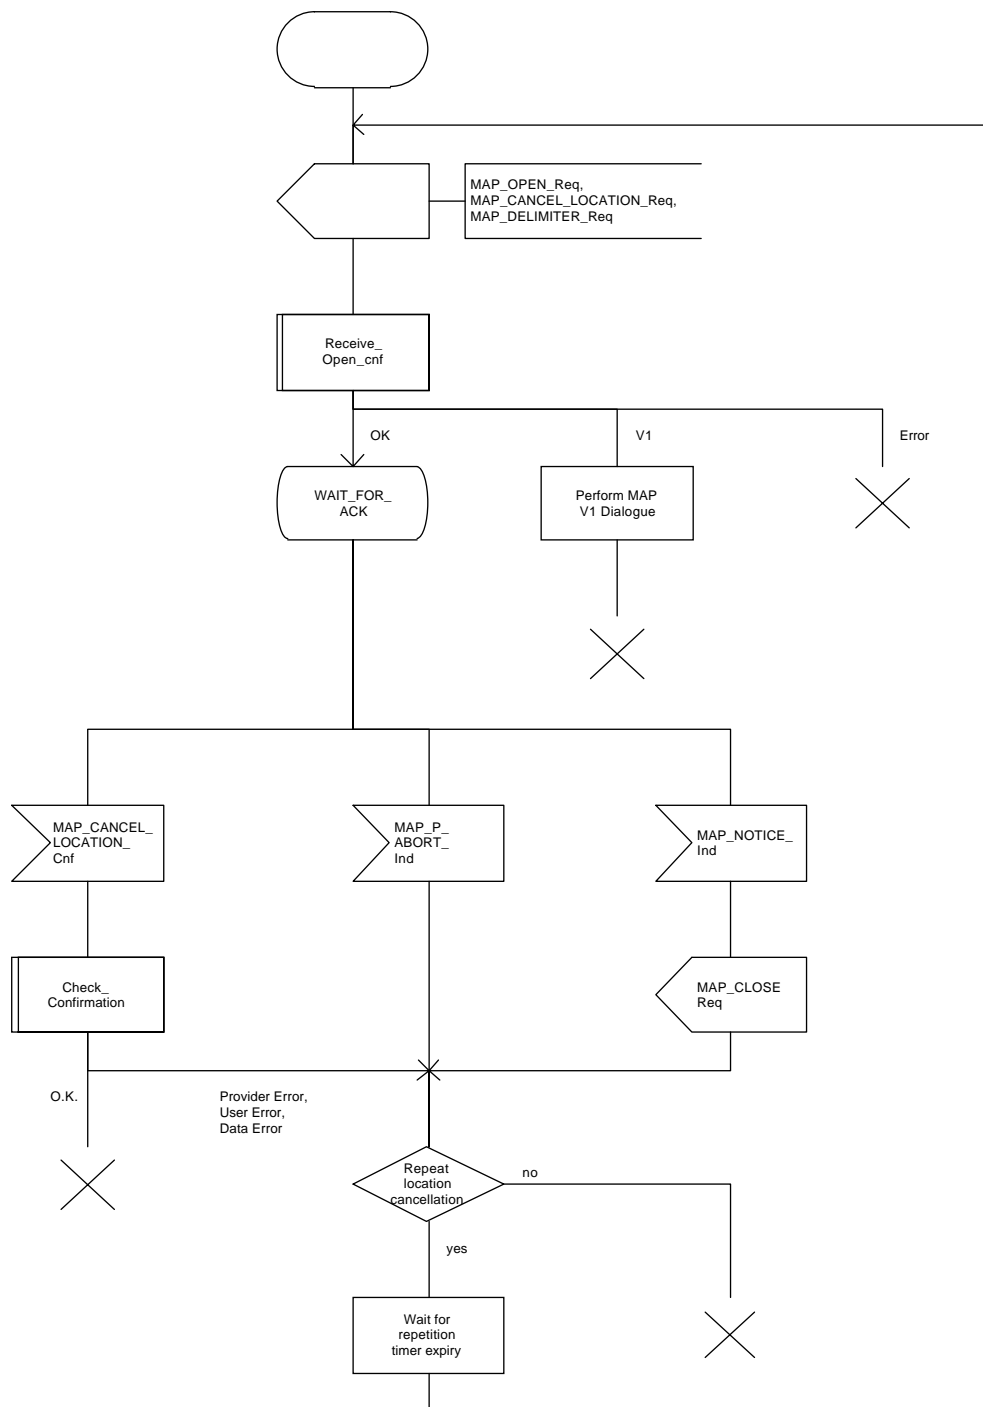 MAP_OPEN_Req,
MAP_CANCEL_LOCATION_Req,
MAP_DELIMITER_Req
Receive_
Open_cnf
OK
V1
Error
WAIT_FOR_
ACK
Perform MAP
V1 Dialogue
MAP_CANCEL_
LOCATION_
Cnf
MAP_P_
ABORT_
Ind
MAP_NOTICE_
Ind
Check_
Confirmation
MAP_CLOSE
Req
O.K.
Provider Error,
User Error,
Data Error
Repeat
location
cancellation
no
yes
Wait for
repetition
timer expiry